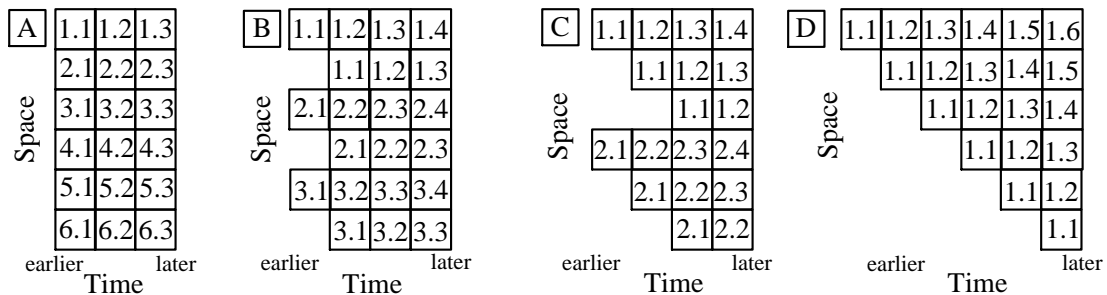 A 1.1 1.2 1.3
2.1 2.2 2.3
3.1 3.2 3.3
4.1 4.2 4.3
5.1 5.2 5.3
6.1 6.2 6.3
Space
earlier later
Time
B 1.1 1.2 1.3 1.4
1.1 1.2 1.3
2.1 2.2 2.3 2.4
2.1 2.2 2.3
3.1 3.2 3.3 3.4
3.1 3.2 3.3
Space
earlier later
Time
C 1.1 1.2 1.3 1.4
1.1 1.2 1.3
1.1 1.2
2.1 2.2 2.3 2.4
2.1 2.2 2.3
2.1 2.2
Space
earlier later
Time
D 1.1 1.2 1.3 1.4 1.5 1.6
1.1 1.2 1.3 1.4 1.5
1.1 1.2 1.3 1.4
1.1 1.2 1.3
1.1 1.2
1.1
Space
earlier later
Time